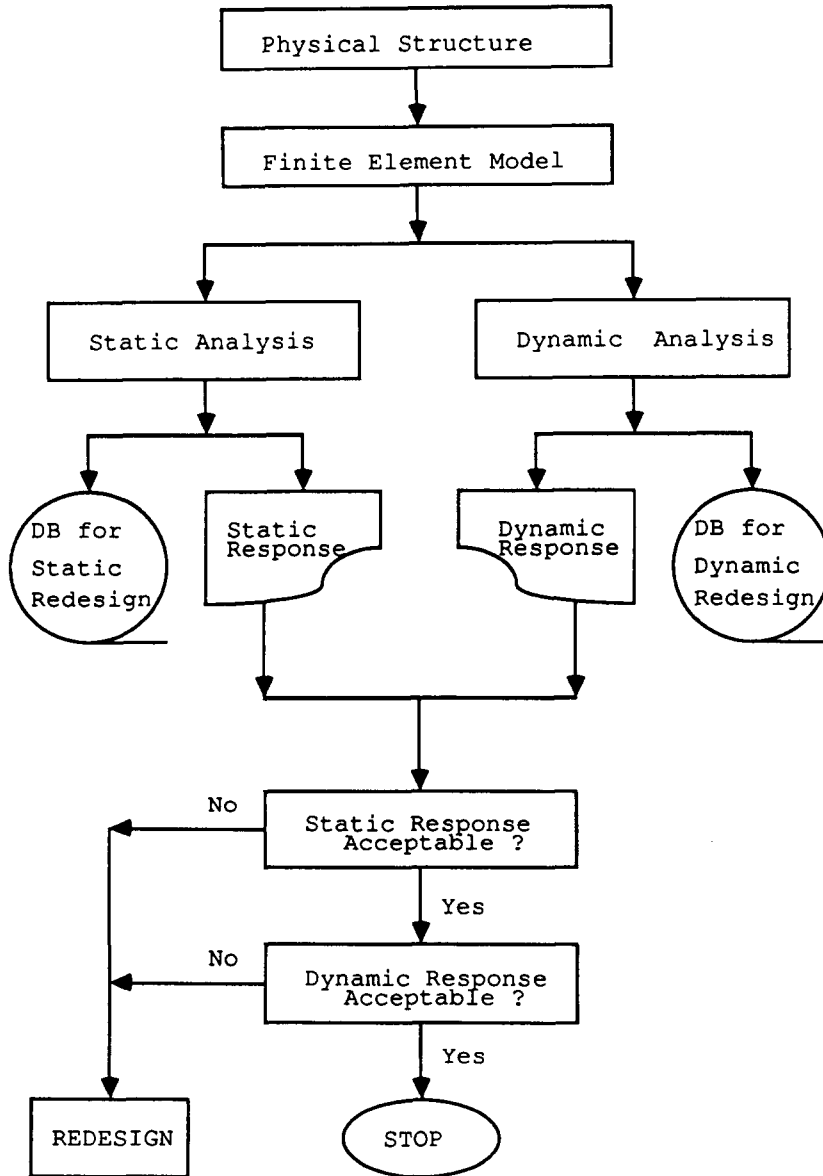 Physical Structure
Finite Element Model
Static Analysis
Dynamic Analysis
DB for
Static
Redesign
Static
Response
Dynamic
Response
DB for
Dynamic
Redesign
No
Static Response
Acceptable ?
Yes
No
Dynamic Response
Acceptable ?
Yes
REDESIGN
STOP